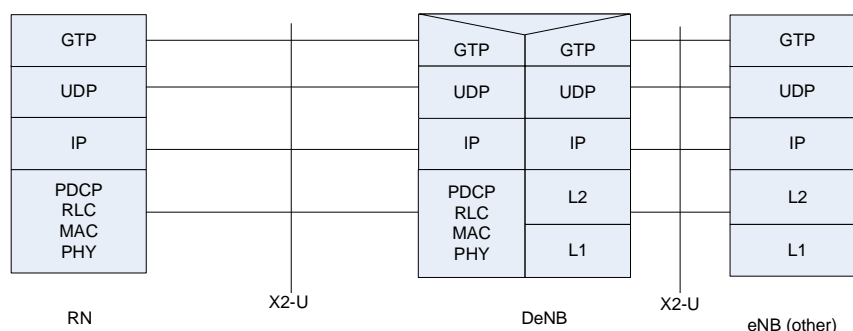 GTP
GTP
GTP
GTP
UDP
UDP
UDP
UDP
IP
IP
IP
IP
PDCP
RLC
MAC
PHY
PDCP
RLC
MAC
PHY
L2
L1
L2
L1
X2-U
X2-U
RN
DeNB
eNB (other)